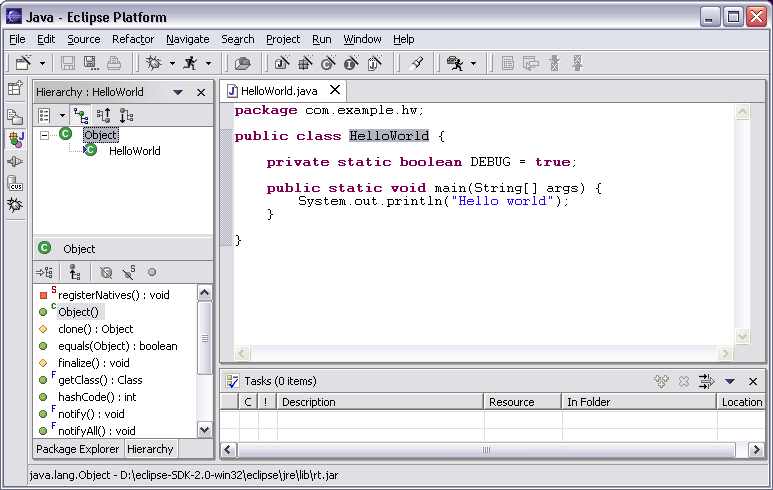 Java - Eclipse Platform
File Edit Source Refactor Navigate Search Project Run Window Help
Hierarchy: HelloWorld
Object
HelloWorld
Object
registerNatives() : void
Object()
clone() : Object
equals(Object) : boolean
finalize() : void
getClass() : Class
hashCode() : int
notify() : void
notifyAll() : void
Package Explorer Hierarchy
HelloWorld.java
package com.example.hw;
public class HelloWorld {
private static boolean DEBUG = true;
public static void main(String[] args) {
System.out.println("Hello world");
}
}
Tasks (0 items)
C ! Description Resource In Folder Location
java.lang.Object - D:\eclipse-SDK-2.0-win32\eclipse\jre\lib\rt.jar